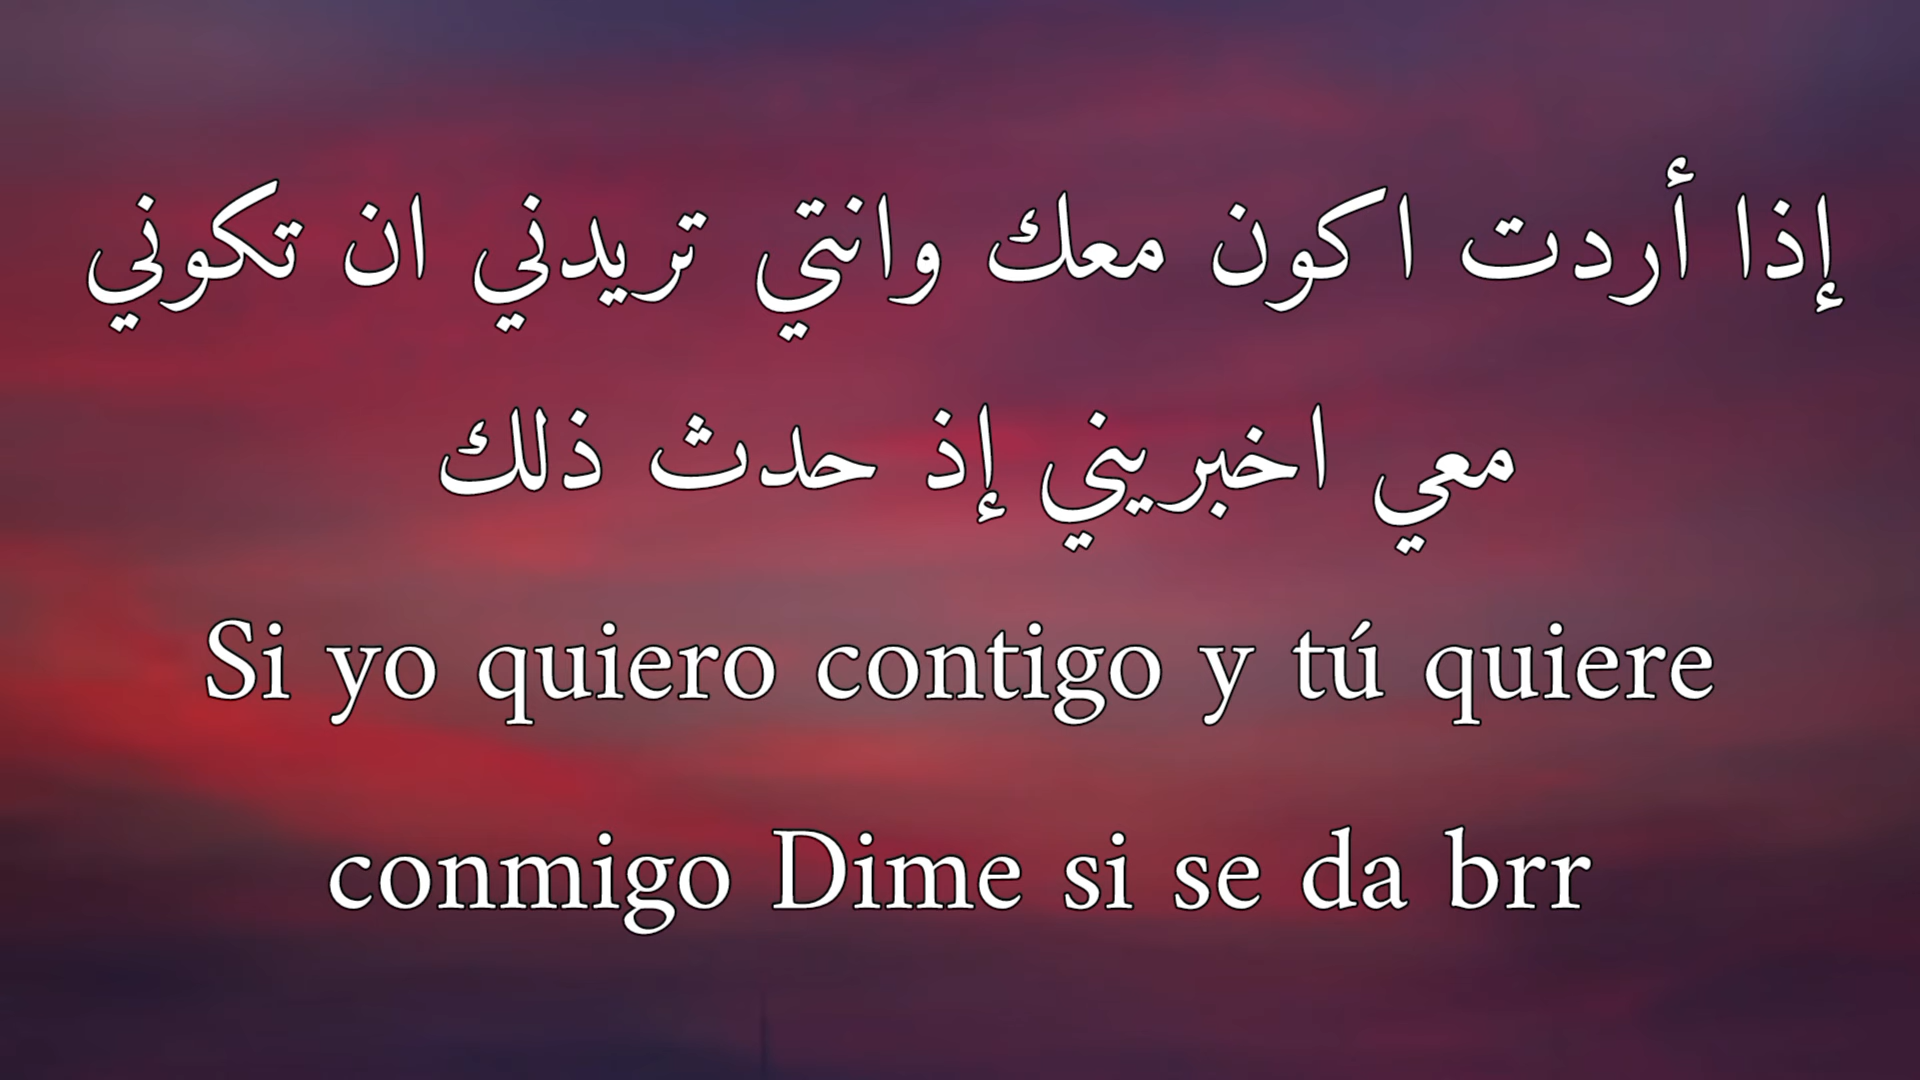 إذا أردت اكون معك وانتي تريدني ان تكوني
معي اخبريني إذ حدث ذلك
Si yo quiero contigo y tú quiere
conmigo Dime si se da brr